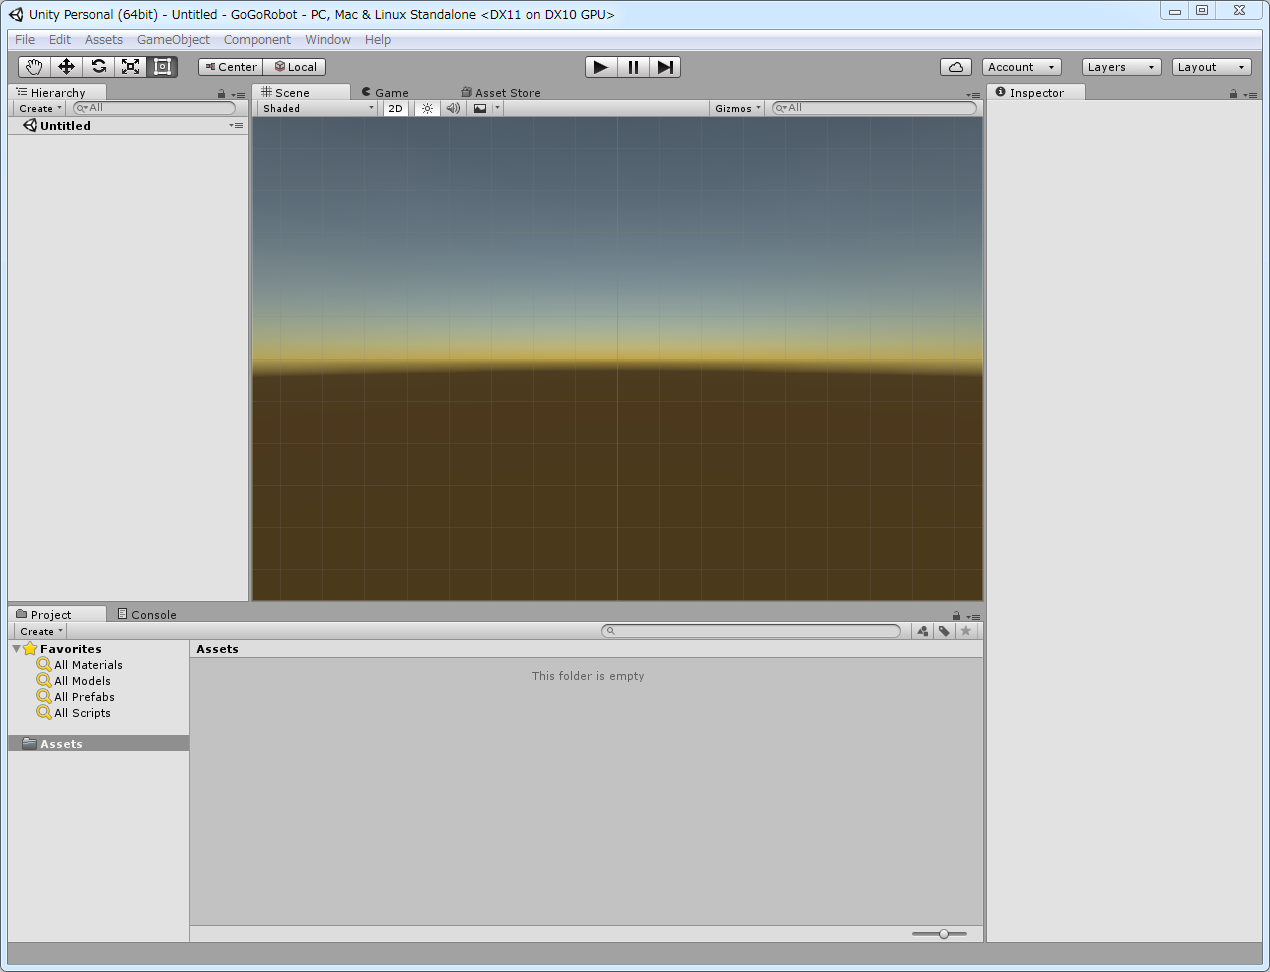 Unity Personal (64bit) - Untitled - GoGoRobot - PC, Mac & Linux Standalone <DX11 on DX10 GPU>
File Edit Assets GameObject Component Window Help
Center Local Account Layers Layout
Hierarchy
Create All
Untitled
Scene Game Asset Store
Shaded 2D Gizmos All
Inspector
Project Console
Create
Favorites
All Materials
All Models
All Prefabs
All Scripts
Assets
Assets
This folder is empty